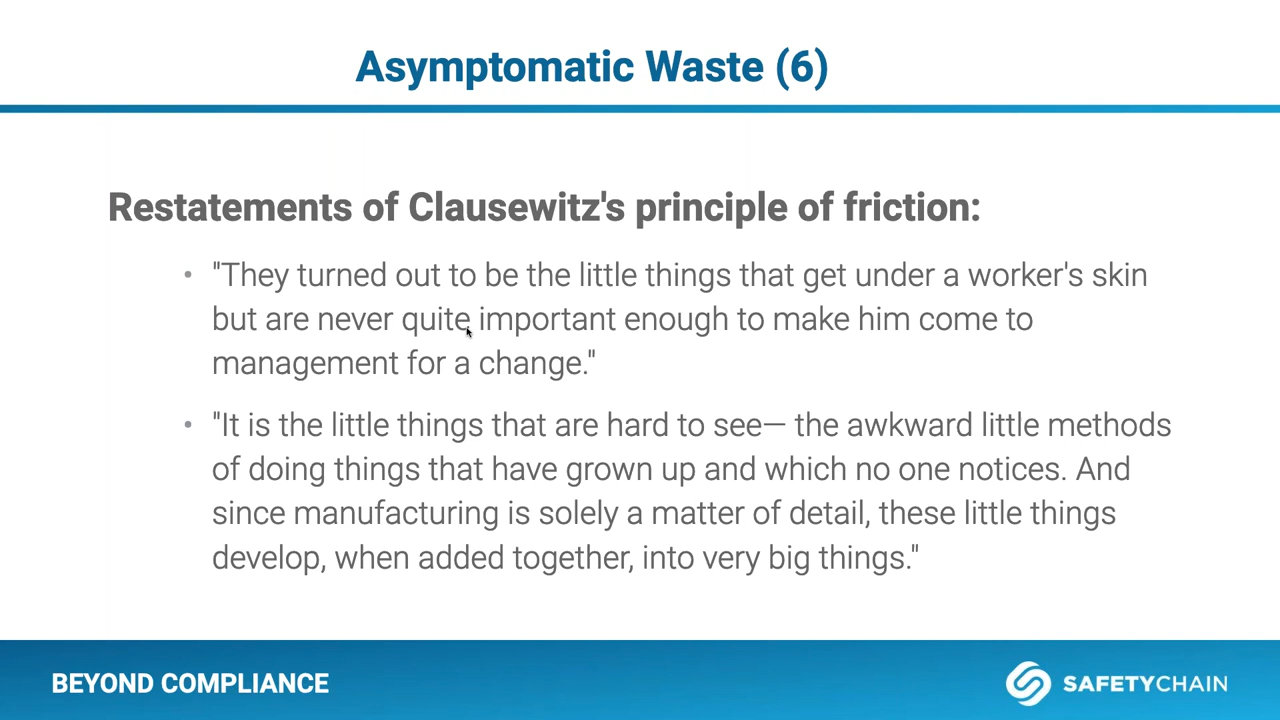 Asymptomatic Waste (6)
Restatements of Clausewitz's principle of friction:
• "They turned out to be the little things that get under a worker's skin
but are never quite important enough to make him come to
management for a change."
• "It is the little things that are hard to see— the awkward little methods
of doing things that have grown up and which no one notices. And
since manufacturing is solely a matter of detail, these little things
develop, when added together, into very big things."
BEYOND COMPLIANCE
SAFETYCHAIN